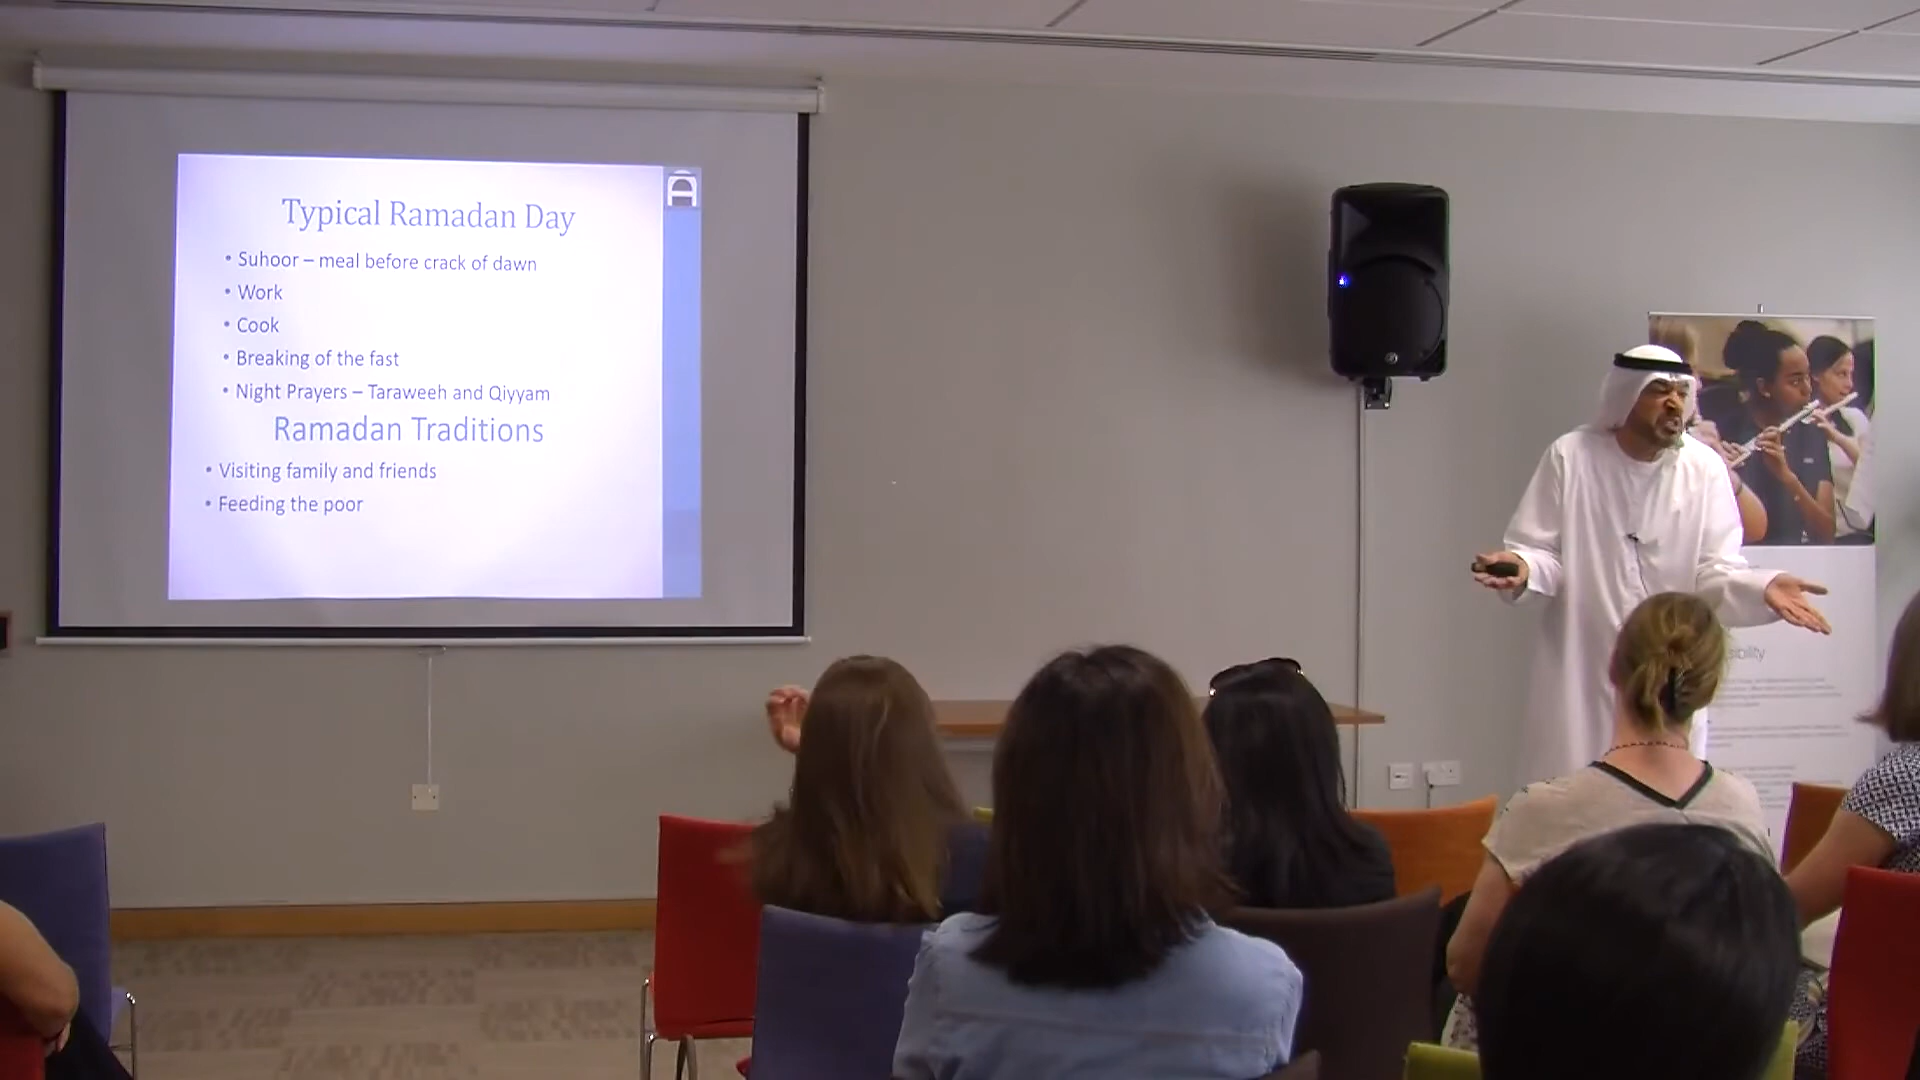 Typical Ramadan Day
• Suhoor – meal before crack of dawn
• Work
• Cook
• Breaking of the fast
• Night Prayers – Taraweeh and Qiyyam
Ramadan Traditions
• Visiting family and friends
• Feeding the poor